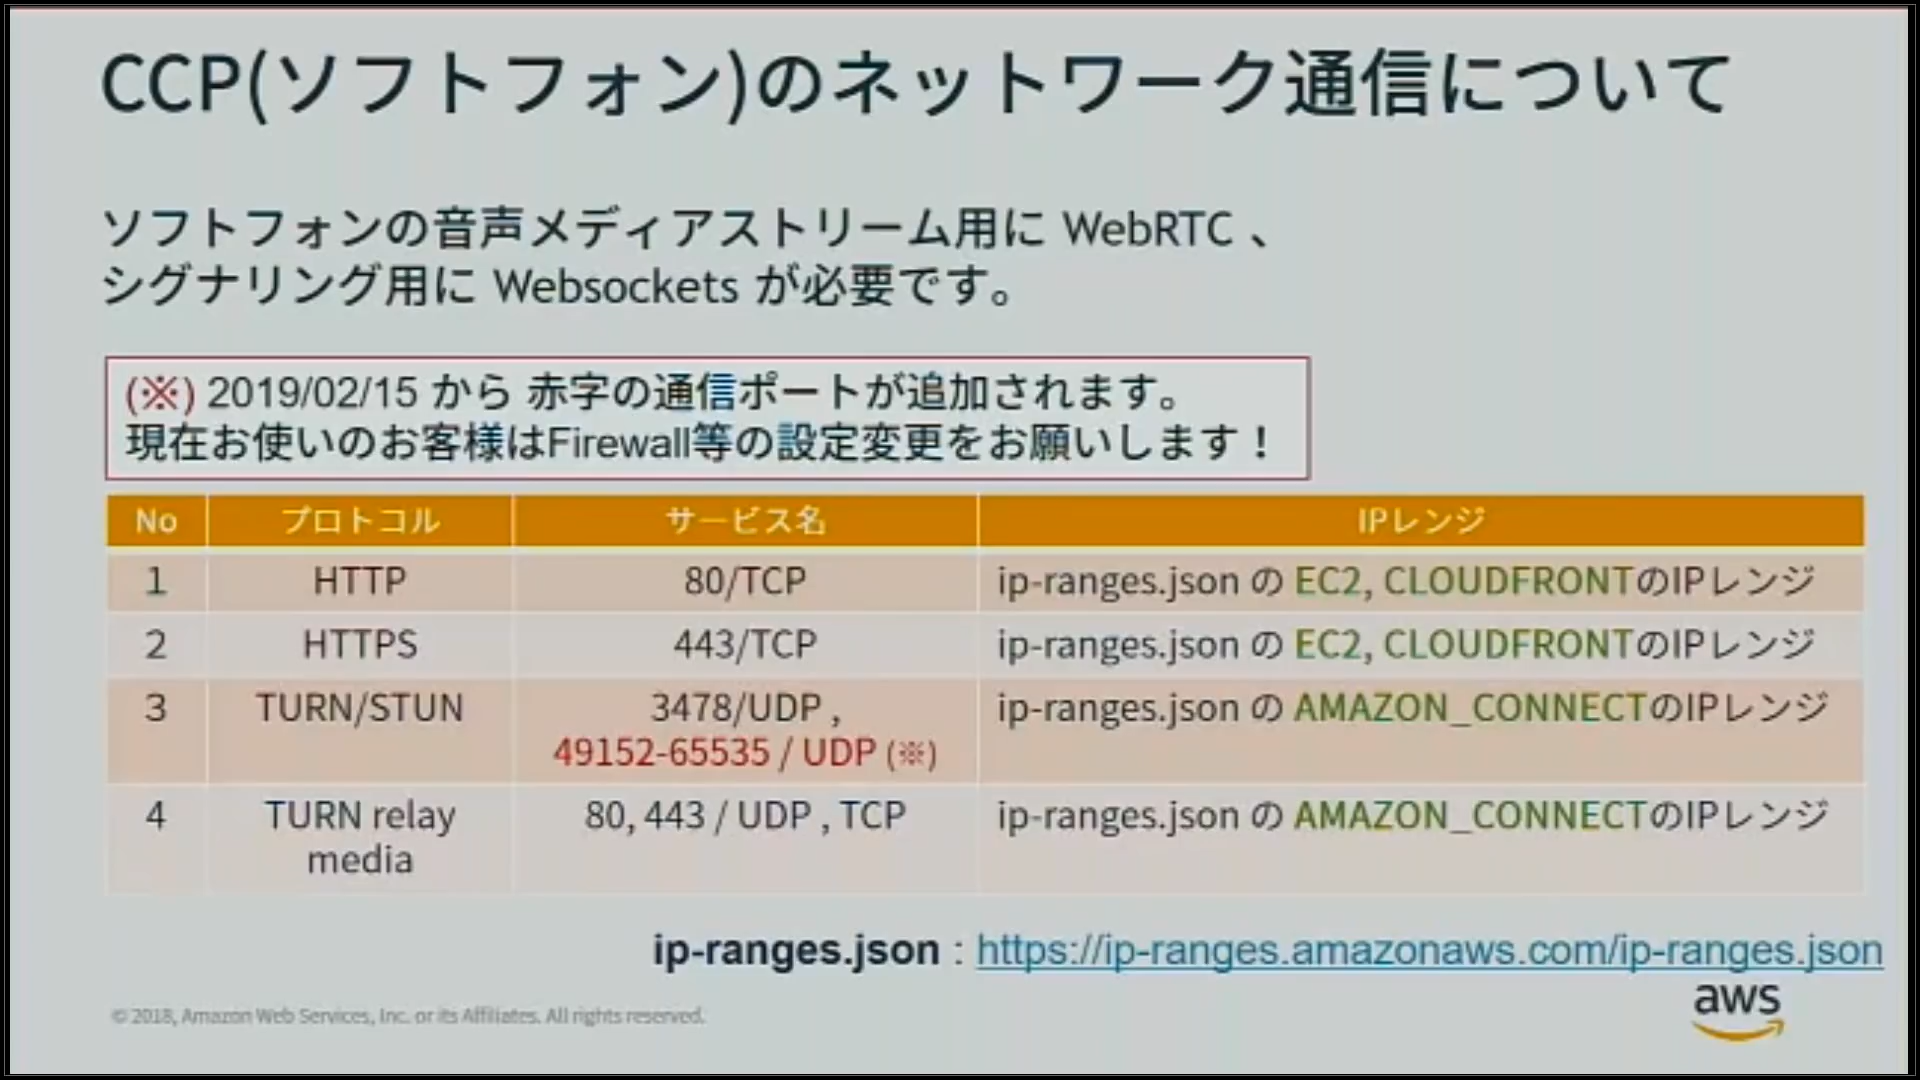 CCP(ソフトフォン)のネットワーク通信について
ソフトフォンの音声メディアストリーム用に WebRTC 、
シグナリング用に Websockets が必要です。
(※) 2019/02/15 から 赤字の通信ポートが追加されます。
現在お使いのお客様はFirewall等の設定変更をお願いします！
No プロトコル サービス名 IPレンジ
1 HTTP 80/TCP ip-ranges.json の EC2, CLOUDFRONTのIPレンジ
2 HTTPS 443/TCP ip-ranges.json の EC2, CLOUDFRONTのIPレンジ
3 TURN/STUN 3478/UDP , ip-ranges.json の AMAZON_CONNECTのIPレンジ
49152-65535 / UDP (※)
4 TURN relay 80, 443 / UDP , TCP ip-ranges.json の AMAZON_CONNECTのIPレンジ
media
ip-ranges.json : https://ip-ranges.amazonaws.com/ip-ranges.json
© 2018, Amazon Web Services, Inc. or its Affiliates. All rights reserved.
aws